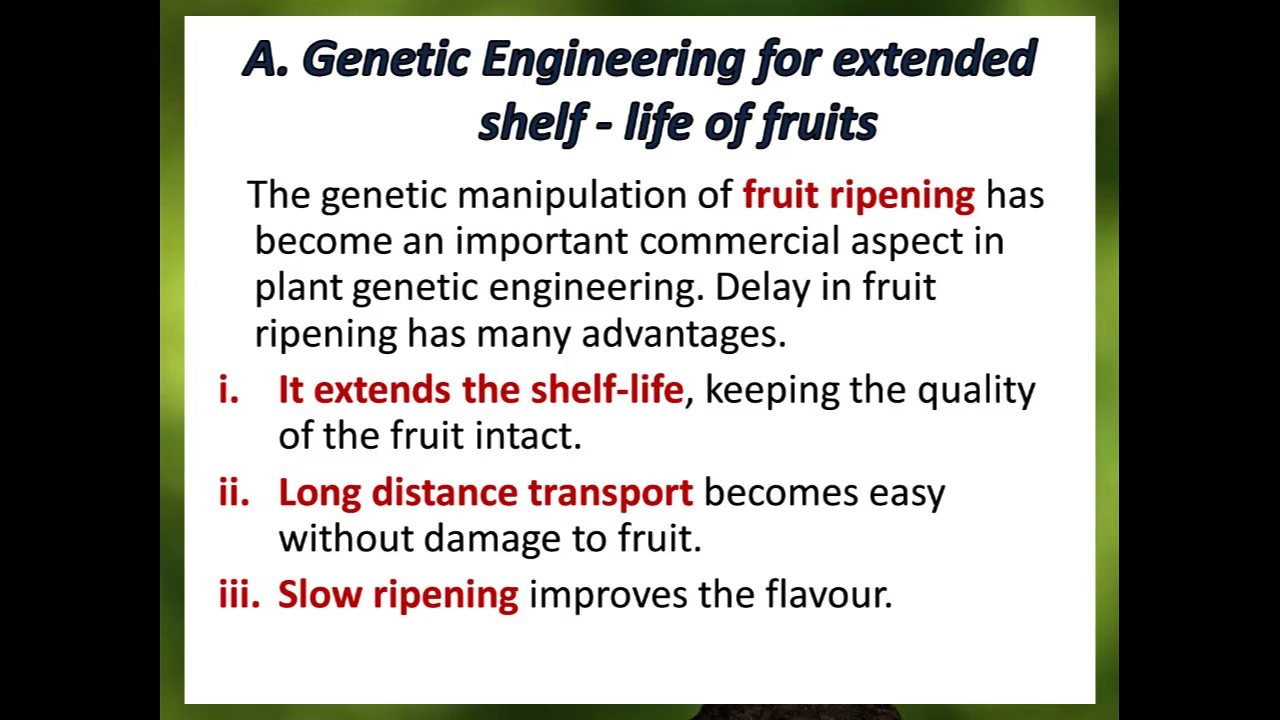 A. Genetic Engineering for extended
shelf - life of fruits
The genetic manipulation of fruit ripening has
become an important commercial aspect in
plant genetic engineering. Delay in fruit
ripening has many advantages.
i. It extends the shelf-life, keeping the quality
of the fruit intact.
ii. Long distance transport becomes easy
without damage to fruit.
iii. Slow ripening improves the flavour.